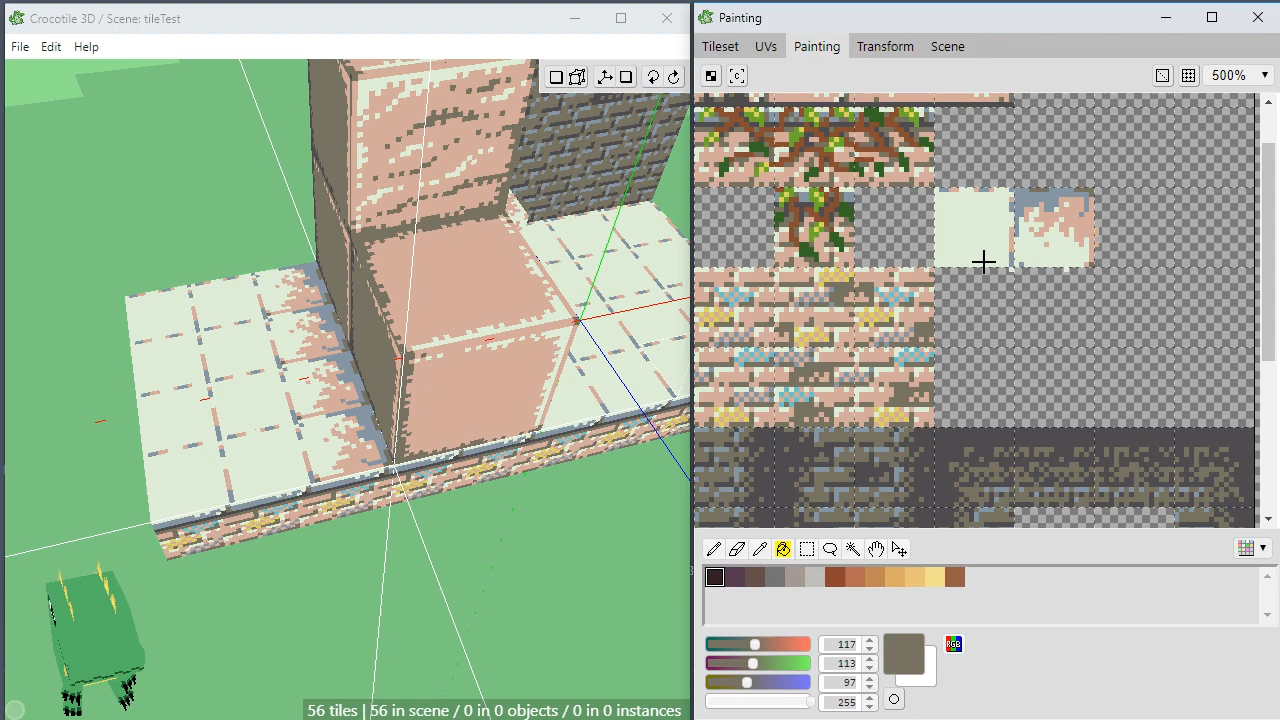 Crocotile 3D / Scene: tileTest
File Edit Help
56 tiles | 56 in scene / 0 in 0 objects / 0 in 0 instances
Painting
Tileset UVs Painting Transform Scene
500%
117
113
97
255
RGB